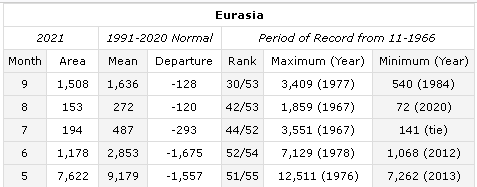 Eurasia
2021 1991-2020 Normal Period of Record from 11-1966
Month Area Mean Departure Rank Maximum (Year) Minimum (Year)
9 1,508 1,636 -128 30/53 3,409 (1977) 540 (1984)
8 153 272 -120 42/53 1,859 (1967) 72 (2020)
7 194 487 -293 44/52 3,551 (1967) 141 (tie)
6 1,178 2,853 -1,675 52/54 7,129 (1978) 1,068 (2012)
5 7,622 9,179 -1,557 51/55 12,511 (1976) 7,262 (2013)